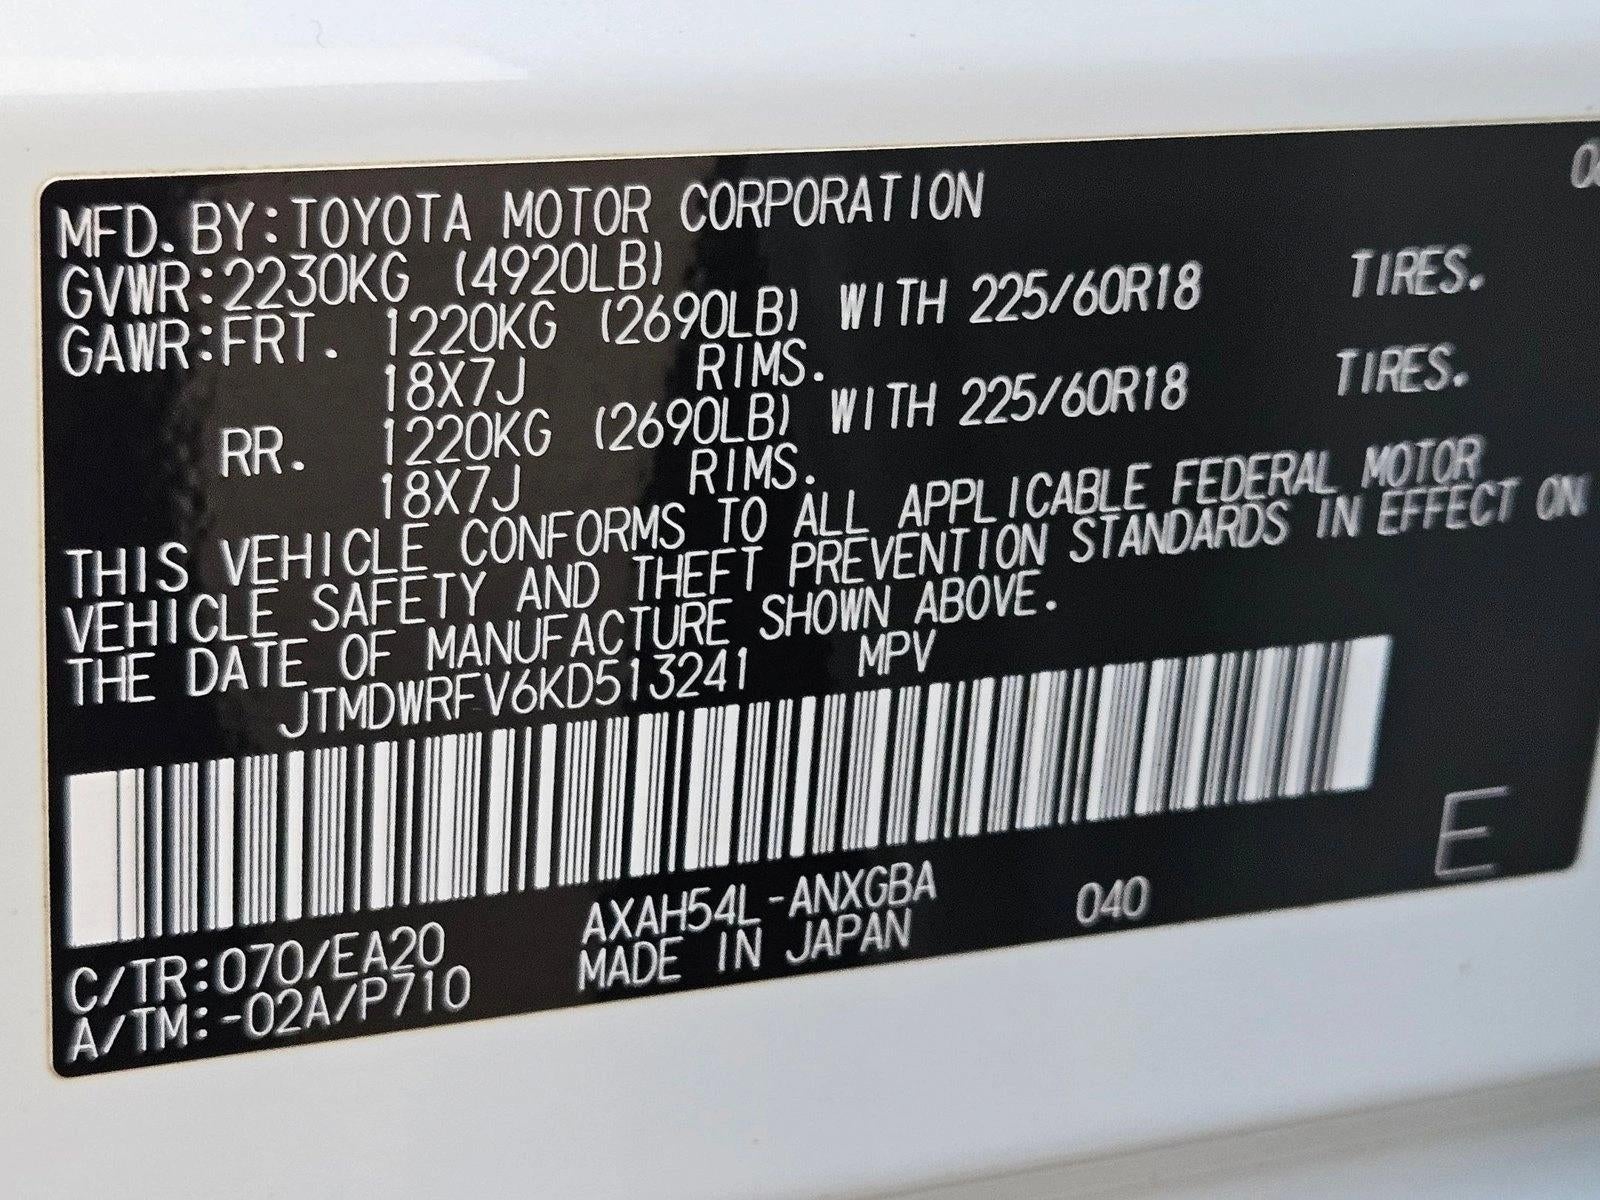 MFD. BY:TOYOTA MOTOR CORPORATION
GVWR:2230KG (4920LB)
GAWR:FRT. 1220KG (2690LB) WITH 225/60R18 TIRES.
18X7J RIMS.
RR. 1220KG (2690LB) WITH 225/60R18 TIRES.
18X7J RIMS.
THIS VEHICLE CONFORMS TO ALL APPLICABLE FEDERAL MOTOR
VEHICLE SAFETY AND THEFT PREVENTION STANDARDS IN EFFECT ON
THE DATE OF MANUFACTURE SHOWN ABOVE.
JTMDWRFV6KD513241 MPV
C/TR:070/EA20 AXAH54L-ANXGBA 040 E
A/TM:-02A/P710 MADE IN JAPAN